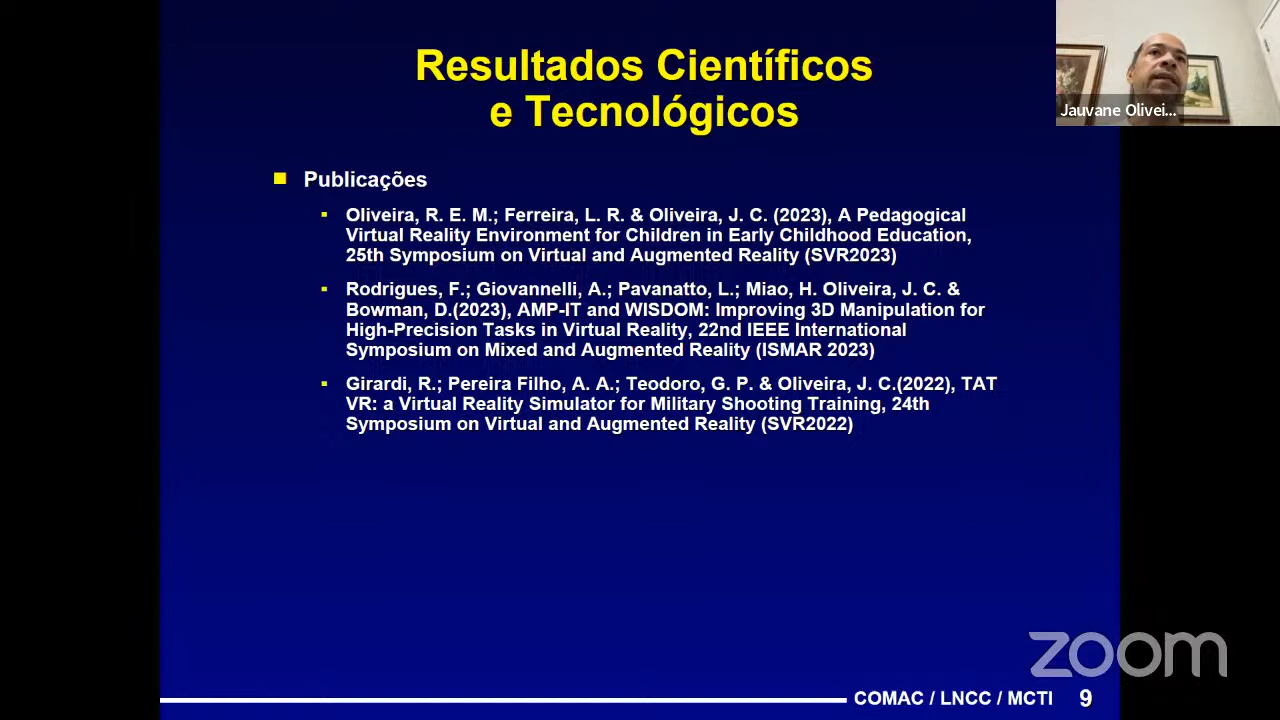 Resultados Científicos
e Tecnológicos
Jauvane Olivei...
Publicações
Oliveira, R. E. M.; Ferreira, L. R. & Oliveira, J. C. (2023), A Pedagogical
Virtual Reality Environment for Children in Early Childhood Education,
25th Symposium on Virtual and Augmented Reality (SVR2023)
Rodrigues, F.; Giovannelli, A.; Pavanatto, L.; Miao, H. Oliveira, J. C. &
Bowman, D.(2023), AMP-IT and WISDOM: Improving 3D Manipulation for
High-Precision Tasks in Virtual Reality, 22nd IEEE International
Symposium on Mixed and Augmented Reality (ISMAR 2023)
Girardi, R.; Pereira Filho, A. A.; Teodoro, G. P. & Oliveira, J. C.(2022), TAT
VR: a Virtual Reality Simulator for Military Shooting Training, 24th
Symposium on Virtual and Augmented Reality (SVR2022)
zoom
COMAC / LNCC / MCTI 9